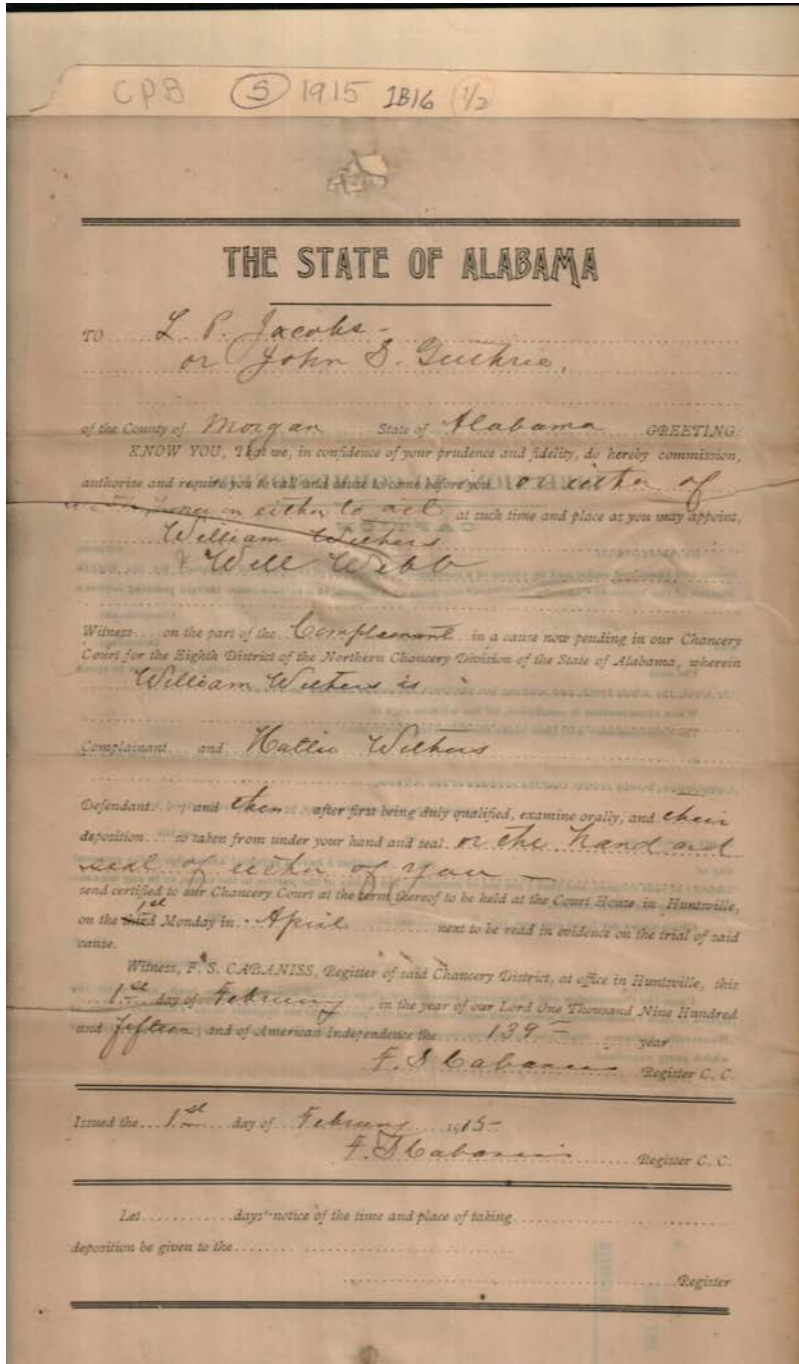 CPB (S) 1915 1B16 (1/2)
THE STATE OF ALABAMA
TO L. P. Jacobs -
or John S. Guthrie,
of the County of Morgan State of Alabama GREETING:
KNOW YOU, That we, in confidence of your prudence and fidelity, do hereby commission,
authorize and require you to call and cause to come before you or either of
you in either to act at such time and place as you may appoint,
William Withers
& Will Webb
Witness on the part of the Complainant in a cause now pending in our Chancery
Court for the Eighth District of the Northern Chancery Division of the State of Alabama, wherein
William Withers is
Complainant and Hattie Withers
Defendant and them after first being duly qualified, examine orally, and their
deposition so taken from under your hand and seal or the hand and
seal of either of you —
send certified to our Chancery Court at the term thereof to be held at the Court House in Huntsville,
on the third 1st Monday in April next to be read in evidence on the trial of said
cause.
Witness, F. S. CABANISS, Register of said Chancery District, at office in Huntsville, this
1st day of February, in the year of our Lord One Thousand Nine Hundred
and fifteen, and of American Independence the 139 year
F. S. Cabaniss Register C. C.
Issued the 1st day of February 1915
F. S. Cabaniss Register C. C.
Let days' notice of the time and place of taking
deposition be given to the
Register